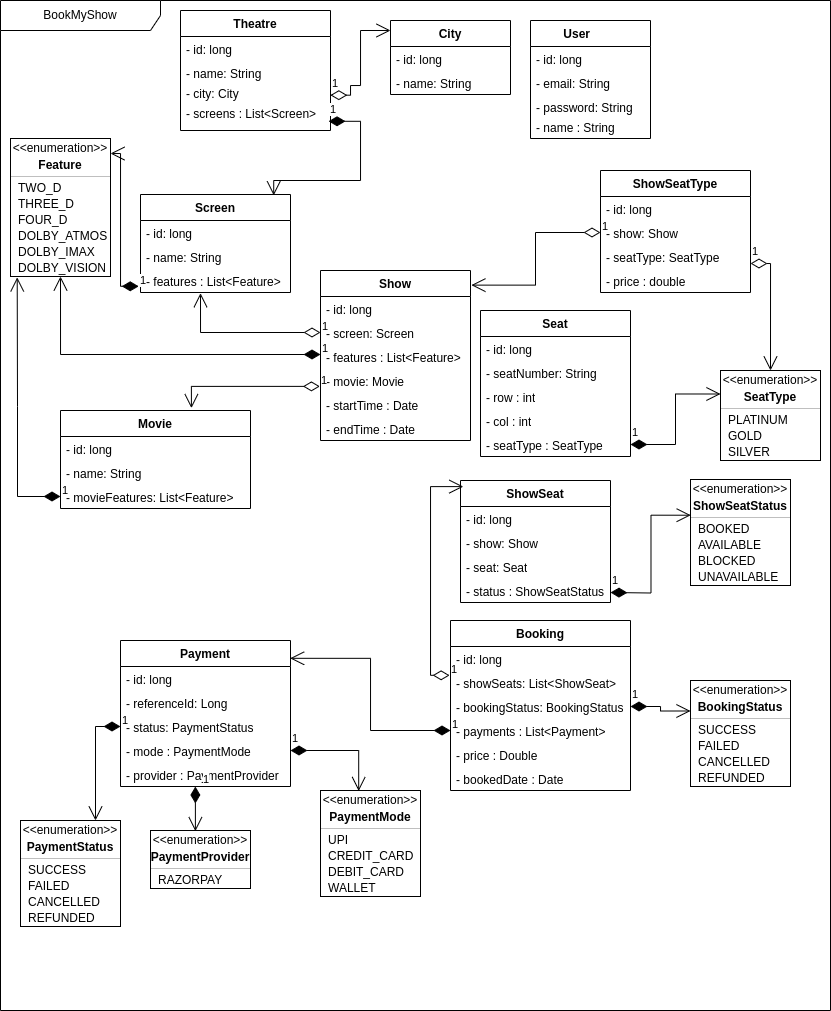 BookMyShow
Theatre
- id: long
- name: String
- city: City
- screens : List<Screen>
1
1
City
- id: long
- name: String
User
- id: long
- email: String
- password: String
- name : String
<<enumeration>>
Feature
TWO_D
THREE_D
FOUR_D
DOLBY_ATMOS
DOLBY_IMAX
DOLBY_VISION
Screen
- id: long
- name: String
1
- features : List<Feature>
ShowSeatType
- id: long
1
- show: Show
- seatType: SeatType
- price : double
1
Show
- id: long
1
- screen: Screen
1
- features : List<Feature>
1
- movie: Movie
- startTime : Date
- endTime : Date
Seat
- id: long
- seatNumber: String
- row : int
- col : int
- seatType : SeatType
1
<<enumeration>>
SeatType
PLATINUM
GOLD
SILVER
Movie
- id: long
- name: String
1
- movieFeatures: List<Feature>
ShowSeat
- id: long
- show: Show
- seat: Seat
- status : ShowSeatStatus
1
<<enumeration>>
ShowSeatStatus
BOOKED
AVAILABLE
BLOCKED
UNAVAILABLE
Booking
- id: long
1
- showSeats: List<ShowSeat>
- bookingStatus: BookingStatus
1
1
- payments : List<Payment>
- price : Double
- bookedDate : Date
<<enumeration>>
BookingStatus
SUCCESS
FAILED
CANCELLED
REFUNDED
Payment
- id: long
- referenceId: Long
1
- status: PaymentStatus
- mode : PaymentMode
1
- provider : PaymentProvider
1
<<enumeration>>
PaymentStatus
SUCCESS
FAILED
CANCELLED
REFUNDED
<<enumeration>>
PaymentProvider
RAZORPAY
<<enumeration>>
PaymentMode
UPI
CREDIT_CARD
DEBIT_CARD
WALLET